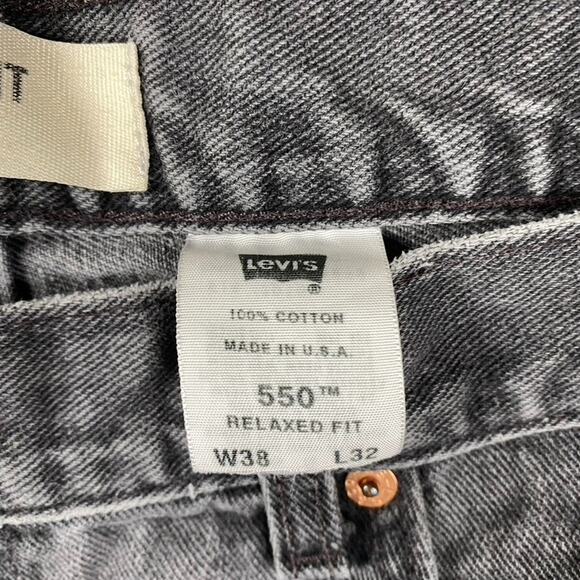 Levi's
®
100% COTTON
MADE IN U.S.A.
550™
RELAXED FIT
W38 L32